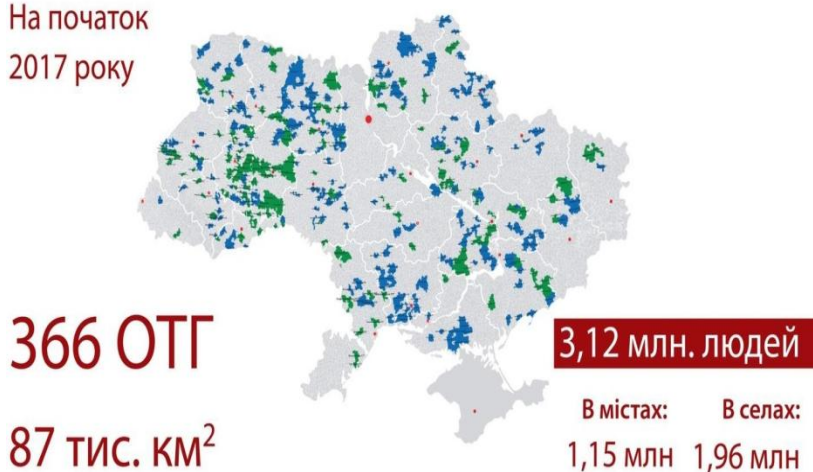 На початок
2017 року
366 ОТГ
87 тис. км²
3,12 млн. людей
В містах: В селах:
1,15 млн 1,96 млн